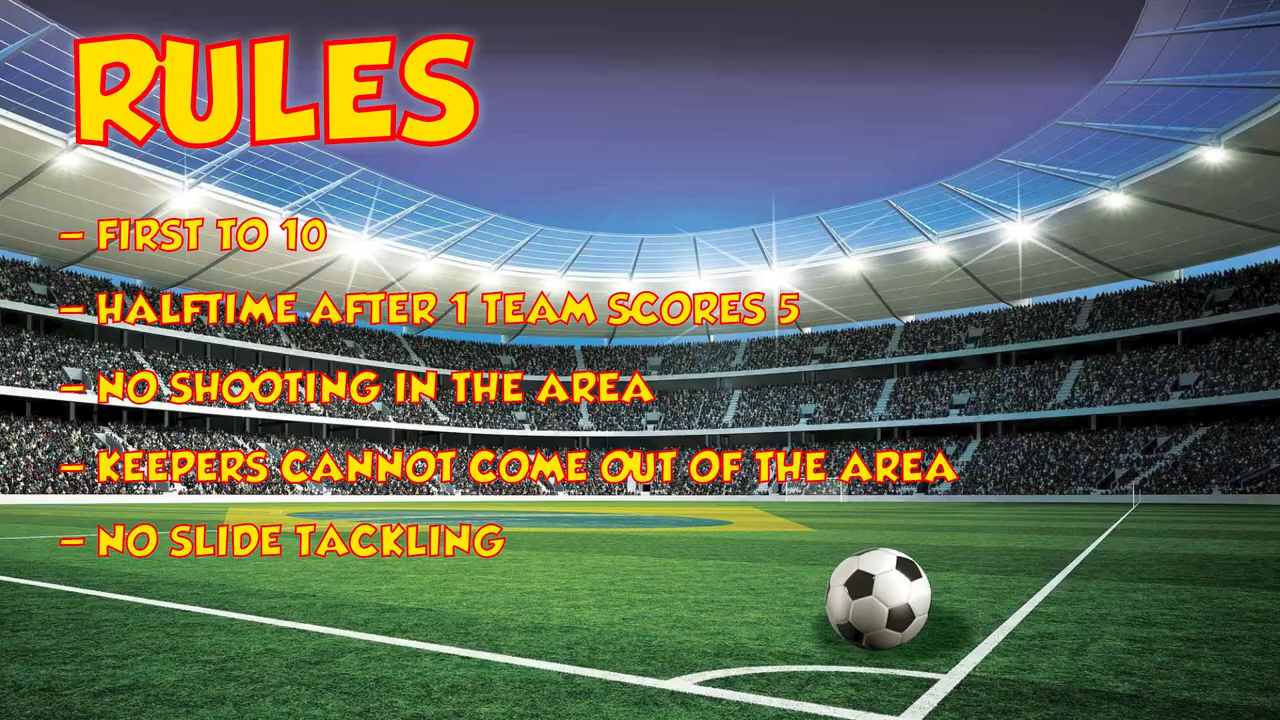 RULES
- FIRST TO 10
- HALFTIME AFTER 1 TEAM SCORES 5
- NO SHOOTING IN THE AREA
- KEEPERS CANNOT COME OUT OF THE AREA
- NO SLIDE TACKLING